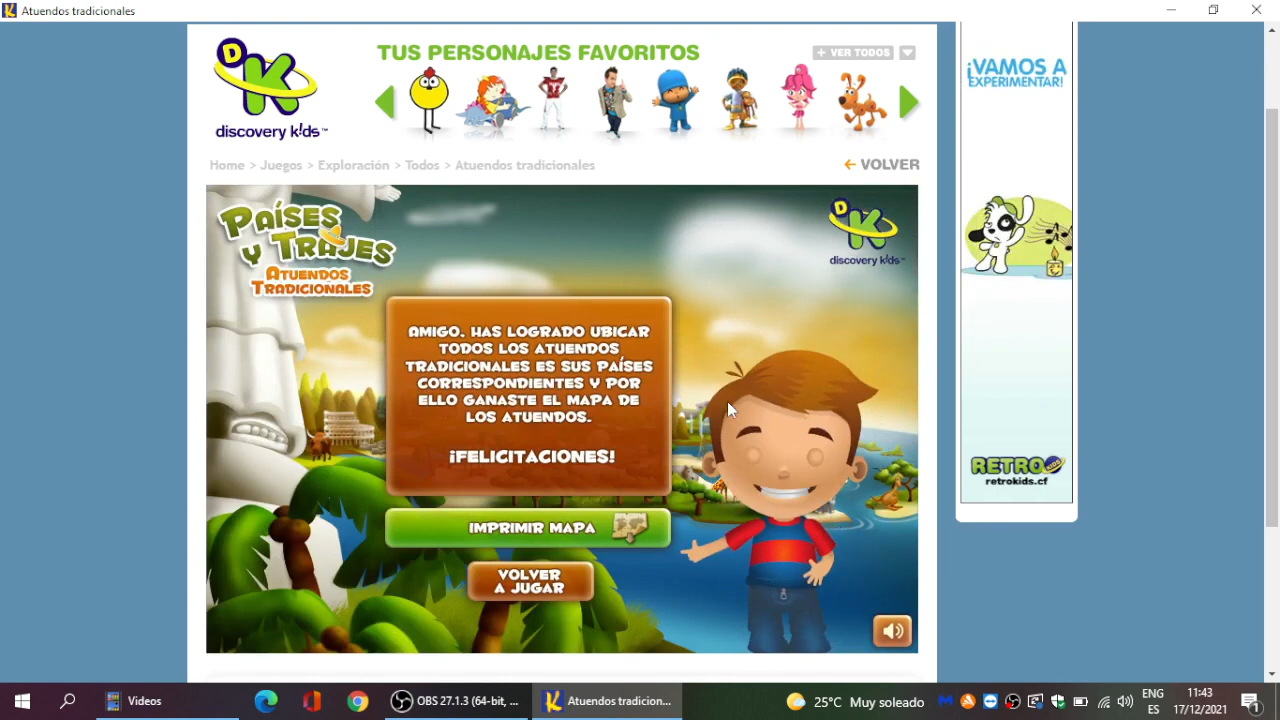 Atuendos tradicionales
D
K
discovery k!ds
TUS PERSONAJES FAVORITOS
+ VER TODOS
Home > Juegos > Exploración > Todos > Atuendos tradicionales
VOLVER
PAÍSES
Y TRAJES
ATUENDOS
TRADICIONALES
D
K
discovery kids
AMIGO, HAS LOGRADO UBICAR
TODOS LOS ATUENDOS
TRADICIONALES ES SUS PAÍSES
CORRESPONDIENTES Y POR
ELLO GANASTE EL MAPA DE
LOS ATUENDOS.
¡FELICITACIONES!
IMPRIMIR MAPA
VOLVER
A JUGAR
¡VAMOS A
EXPERIMENTAR!
RETRO
retrokids.cf
Videos
OBS 27.1.3 (64-bit, ...
Atuendos tradicion...
25°C Muy soleado
ENG
ES
11:43
17/12/2021
1